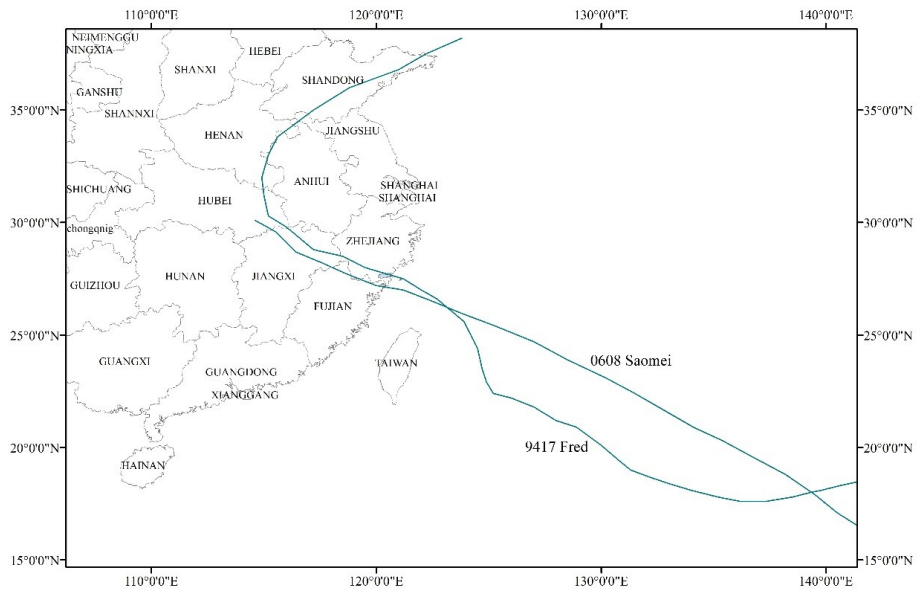 110°0'0"E 120°0'0"E 130°0'0"E 140°0'0"E
NEIMENGGU
NINGXIA
HEBEI
SHANXI
SHANDONG
GANSHU
35°0'0"N
SHANNXI
35°0'0"N
HENAN
JIANGSHU
ANHUI
SHICHUANG
SHANGHAI
SHANGHAI
HUBEI
30°0'0"N
30°0'0"N
chongqnig
ZHEJIANG
GUIZHOU
HUNAN
JIANGXI
FUJIAN
25°0'0"N
25°0'0"N
GUANGXI
0608 Saomei
TAIWAN
GUANGDONG
XIANGGANG
20°0'0"N
9417 Fred
20°0'0"N
HAINAN
15°0'0"N
15°0'0"N
110°0'0"E 120°0'0"E 130°0'0"E 140°0'0"E